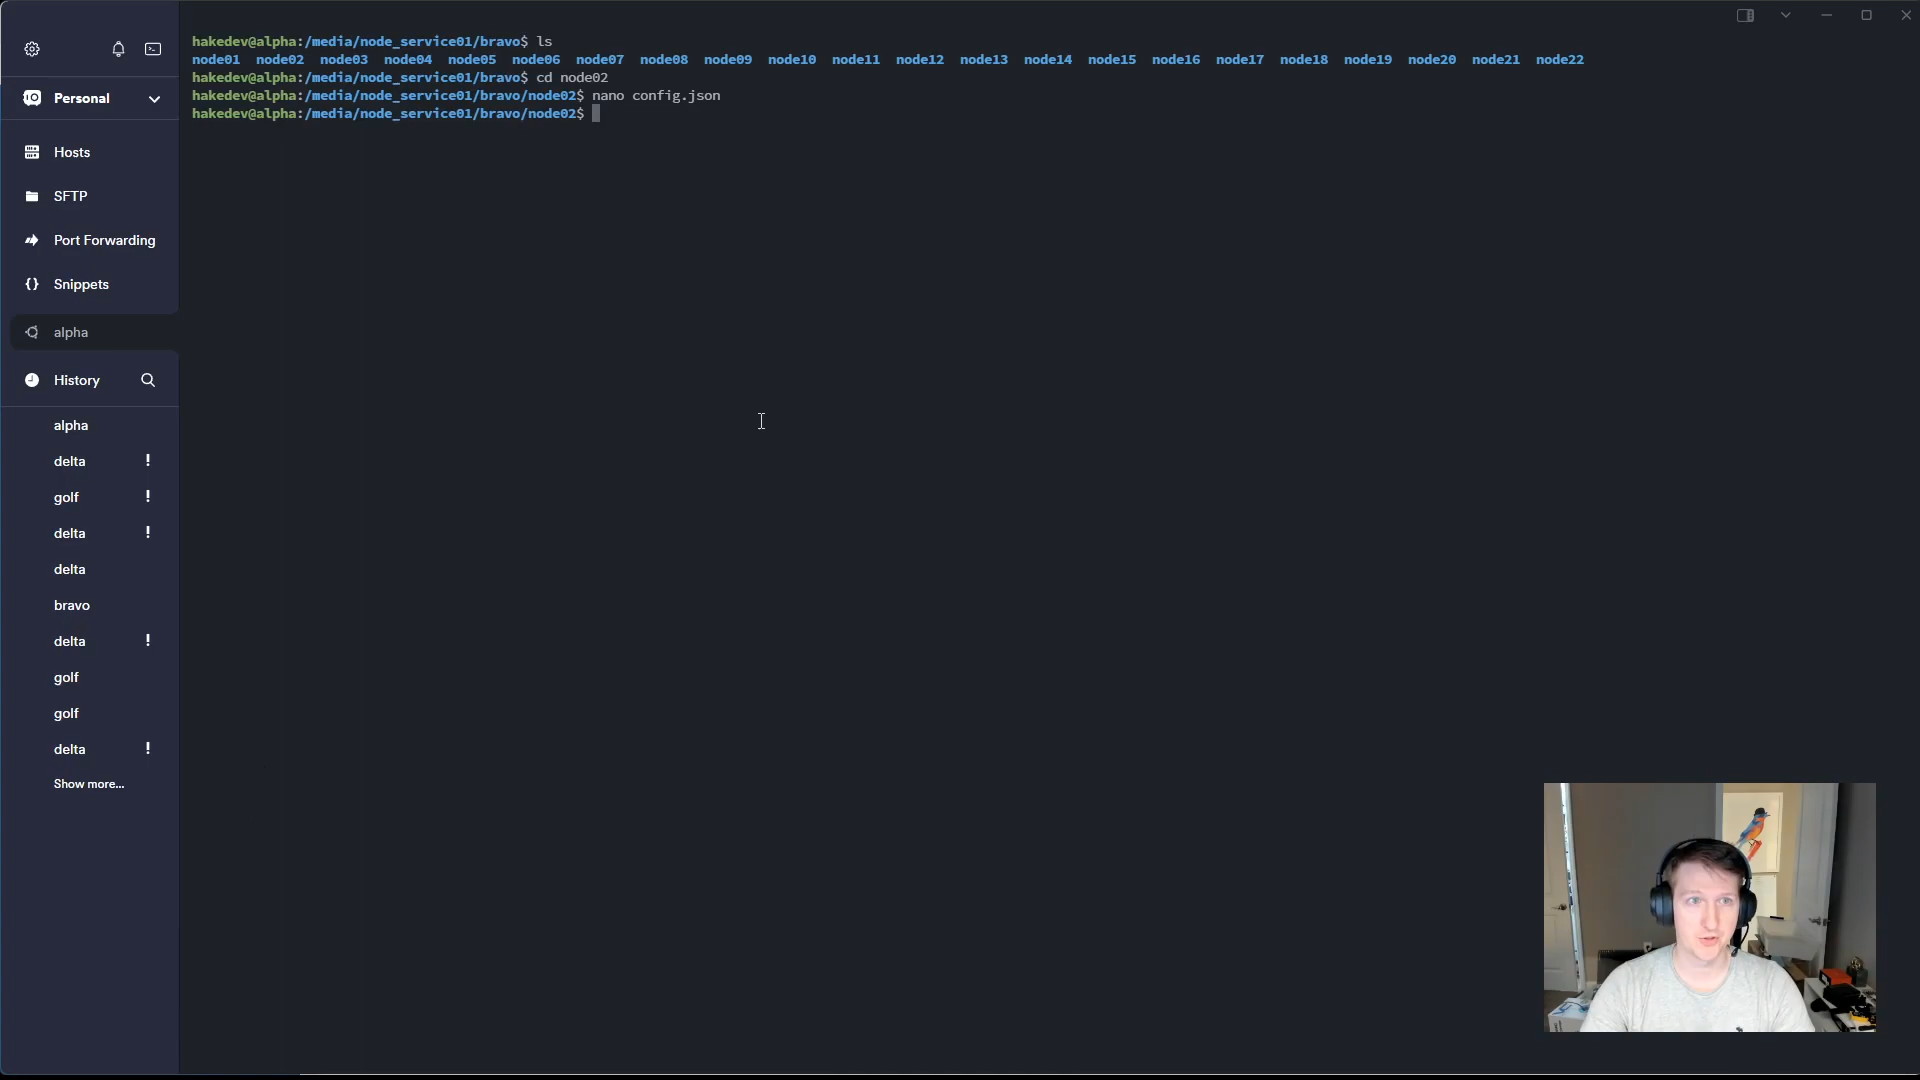 hakedev@alpha:/media/node_service01/bravo$ ls
node01 node02 node03 node04 node05 node06 node07 node08 node09 node10 node11 node12 node13 node14 node15 node16 node17 node18 node19 node20 node21 node22
hakedev@alpha:/media/node_service01/bravo$ cd node02
hakedev@alpha:/media/node_service01/bravo/node02$ nano config.json
hakedev@alpha:/media/node_service01/bravo/node02$
Personal
Hosts
SFTP
Port Forwarding
{} Snippets
alpha
History
alpha
delta !
golf !
delta !
delta
bravo
delta !
golf
golf
delta !
Show more...